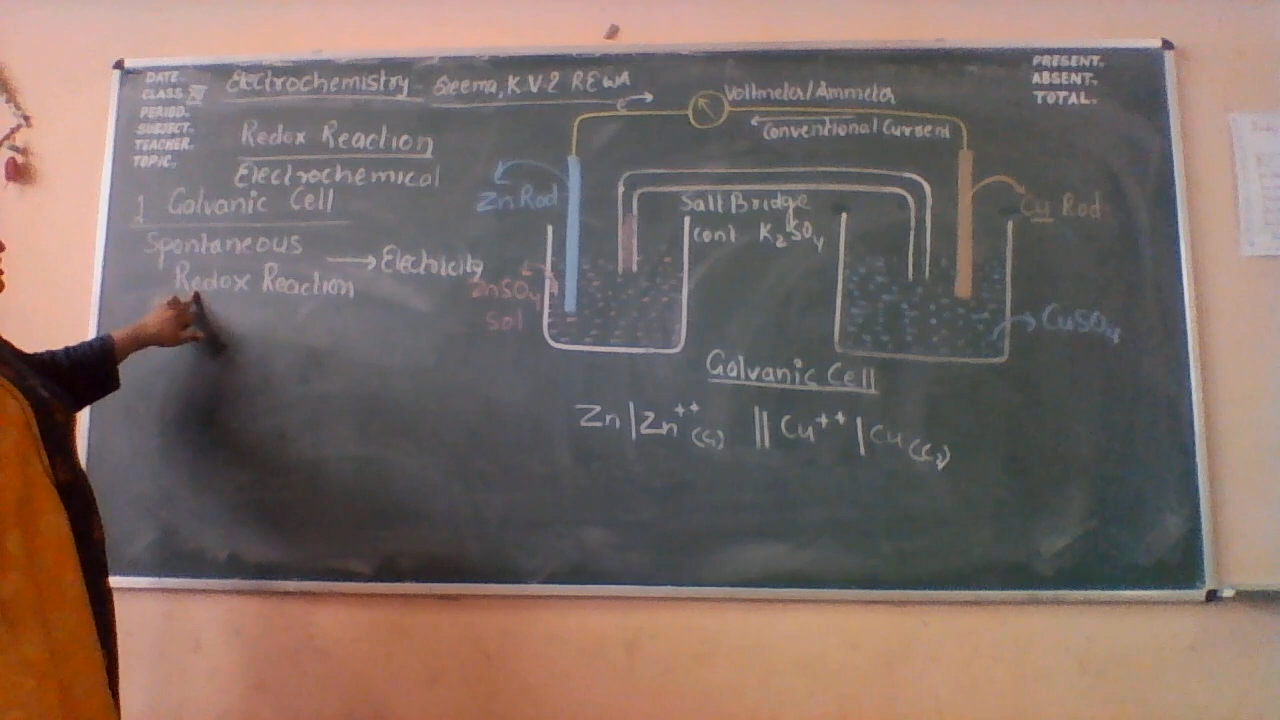 DATE.
CLASS. XII
PERIOD.
SUBJECT.
TEACHER.
TOPIC.
Electrochemistry - Seema, K.V-2 REWA
PRESENT.
ABSENT.
TOTAL.
Redox Reaction
Electrochemical
1 Galvanic Cell
Spontaneous
Redox Reaction → Electricity
Voltmeter/Ammeter
Conventional Current
Zn Rod
Salt Bridge
cont K₂SO₄
Cu Rod
ZnSO₄
Sol
CuSO₄
Galvanic Cell
Zn | Zn⁺⁺ || Cu⁺⁺ | Cu